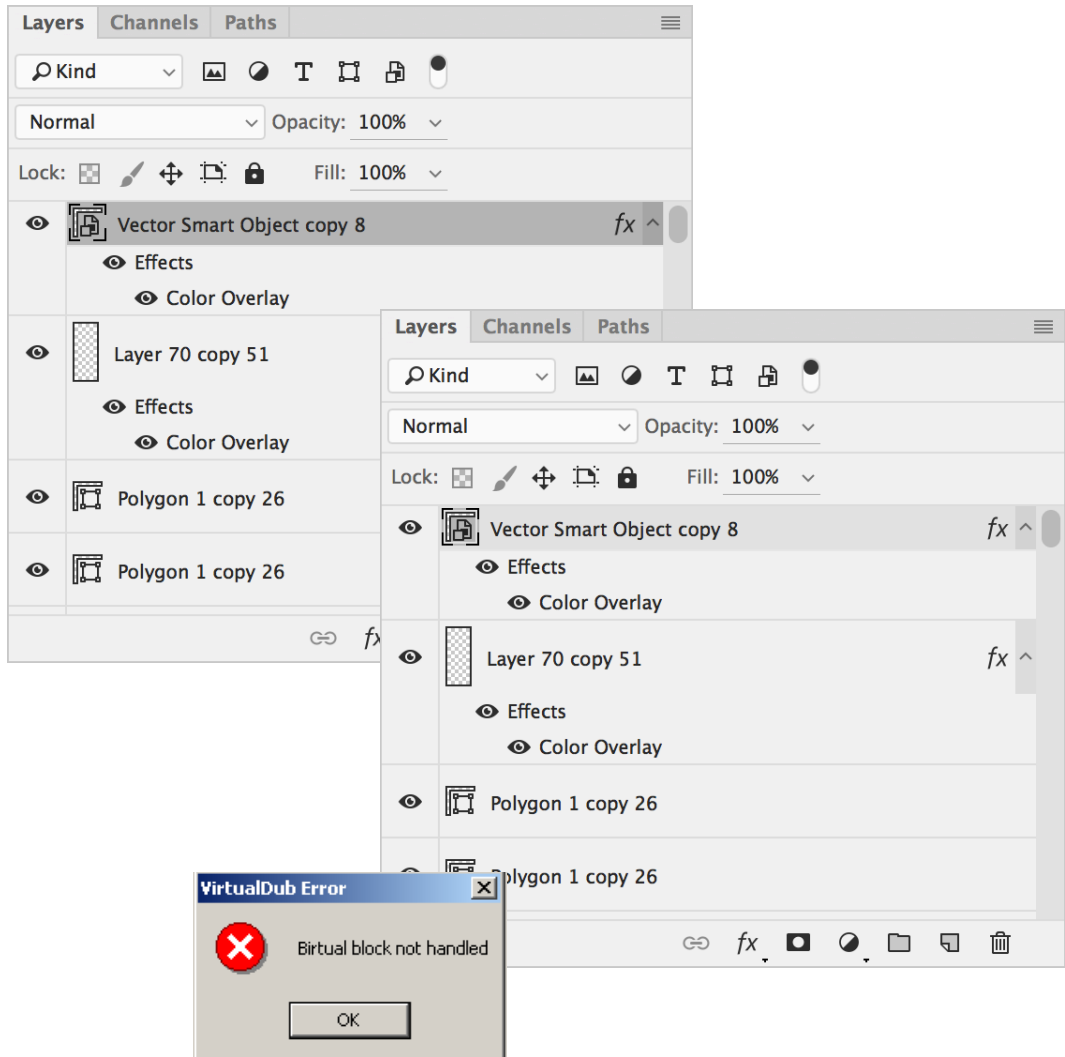 Layers Channels Paths
Kind T
Normal Opacity: 100%
Lock: Fill: 100%
Vector Smart Object copy 8 fx
Effects
Color Overlay
Layer 70 copy 51
Effects
Color Overlay
Polygon 1 copy 26
Polygon 1 copy 26
fx
Layers Channels Paths
Kind T
Normal Opacity: 100%
Lock: Fill: 100%
Vector Smart Object copy 8 fx
Effects
Color Overlay
Layer 70 copy 51 fx
Effects
Color Overlay
Polygon 1 copy 26
Polygon 1 copy 26
fx
VirtualDub Error
Birtual block not handled
OK